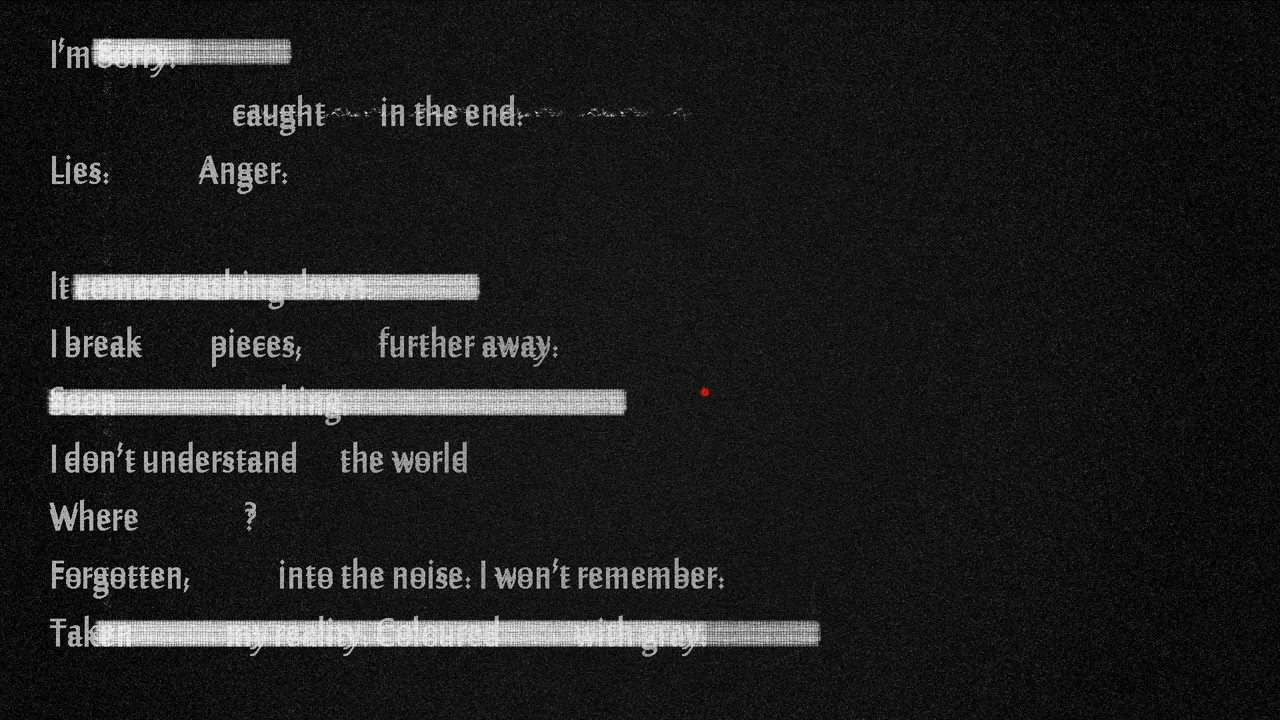 I’m Sorry.
caught in the end.
Lies. Anger.
It comes crashing down.
I break pieces, further away.
Soon nothing
I don’t understand the world
Where ?
Forgotten, into the noise. I won’t remember.
Taken my reality. Coloured with gray.